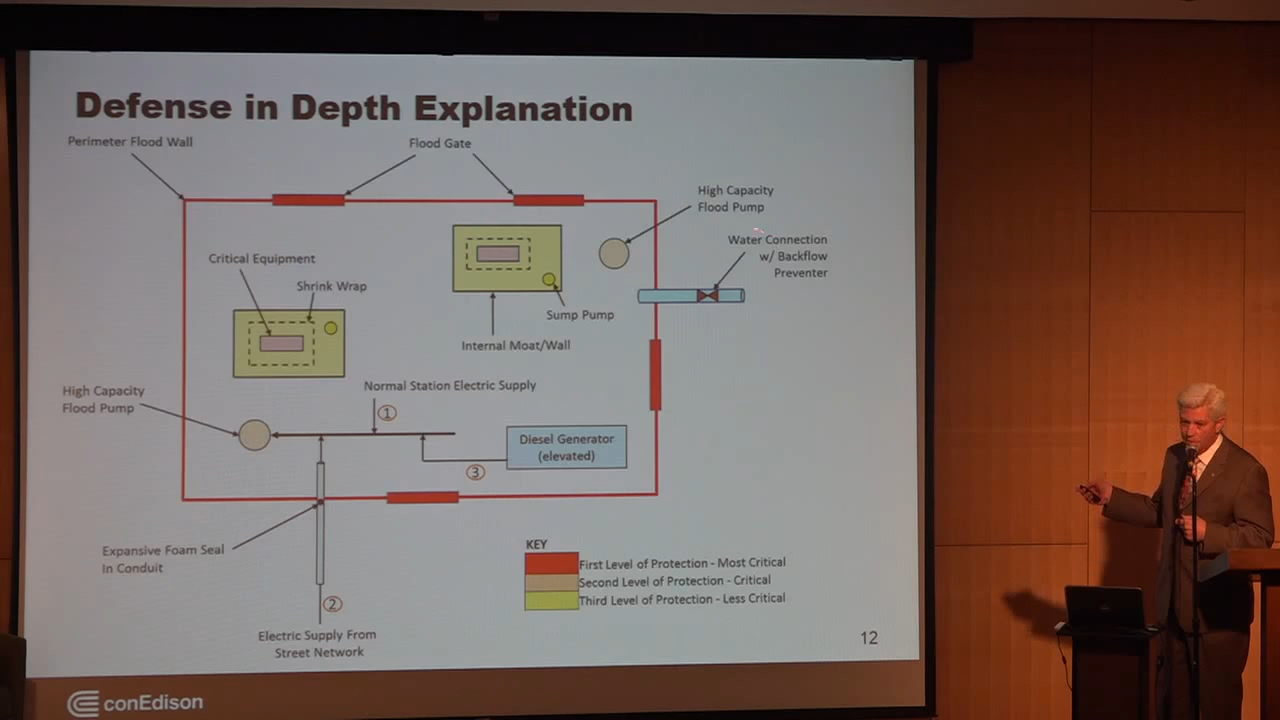 Defense in Depth Explanation
Perimeter Flood Wall
Flood Gate
High Capacity
Flood Pump
Water Connection
w/ Backflow
Preventer
Critical Equipment
Shrink Wrap
Sump Pump
Internal Moat/Wall
High Capacity
Flood Pump
Normal Station Electric Supply
1
Diesel Generator
(elevated)
3
Expansive Foam Seal
In Conduit
2
Electric Supply From
Street Network
KEY
First Level of Protection - Most Critical
Second Level of Protection - Critical
Third Level of Protection - Less Critical
12
conEdison